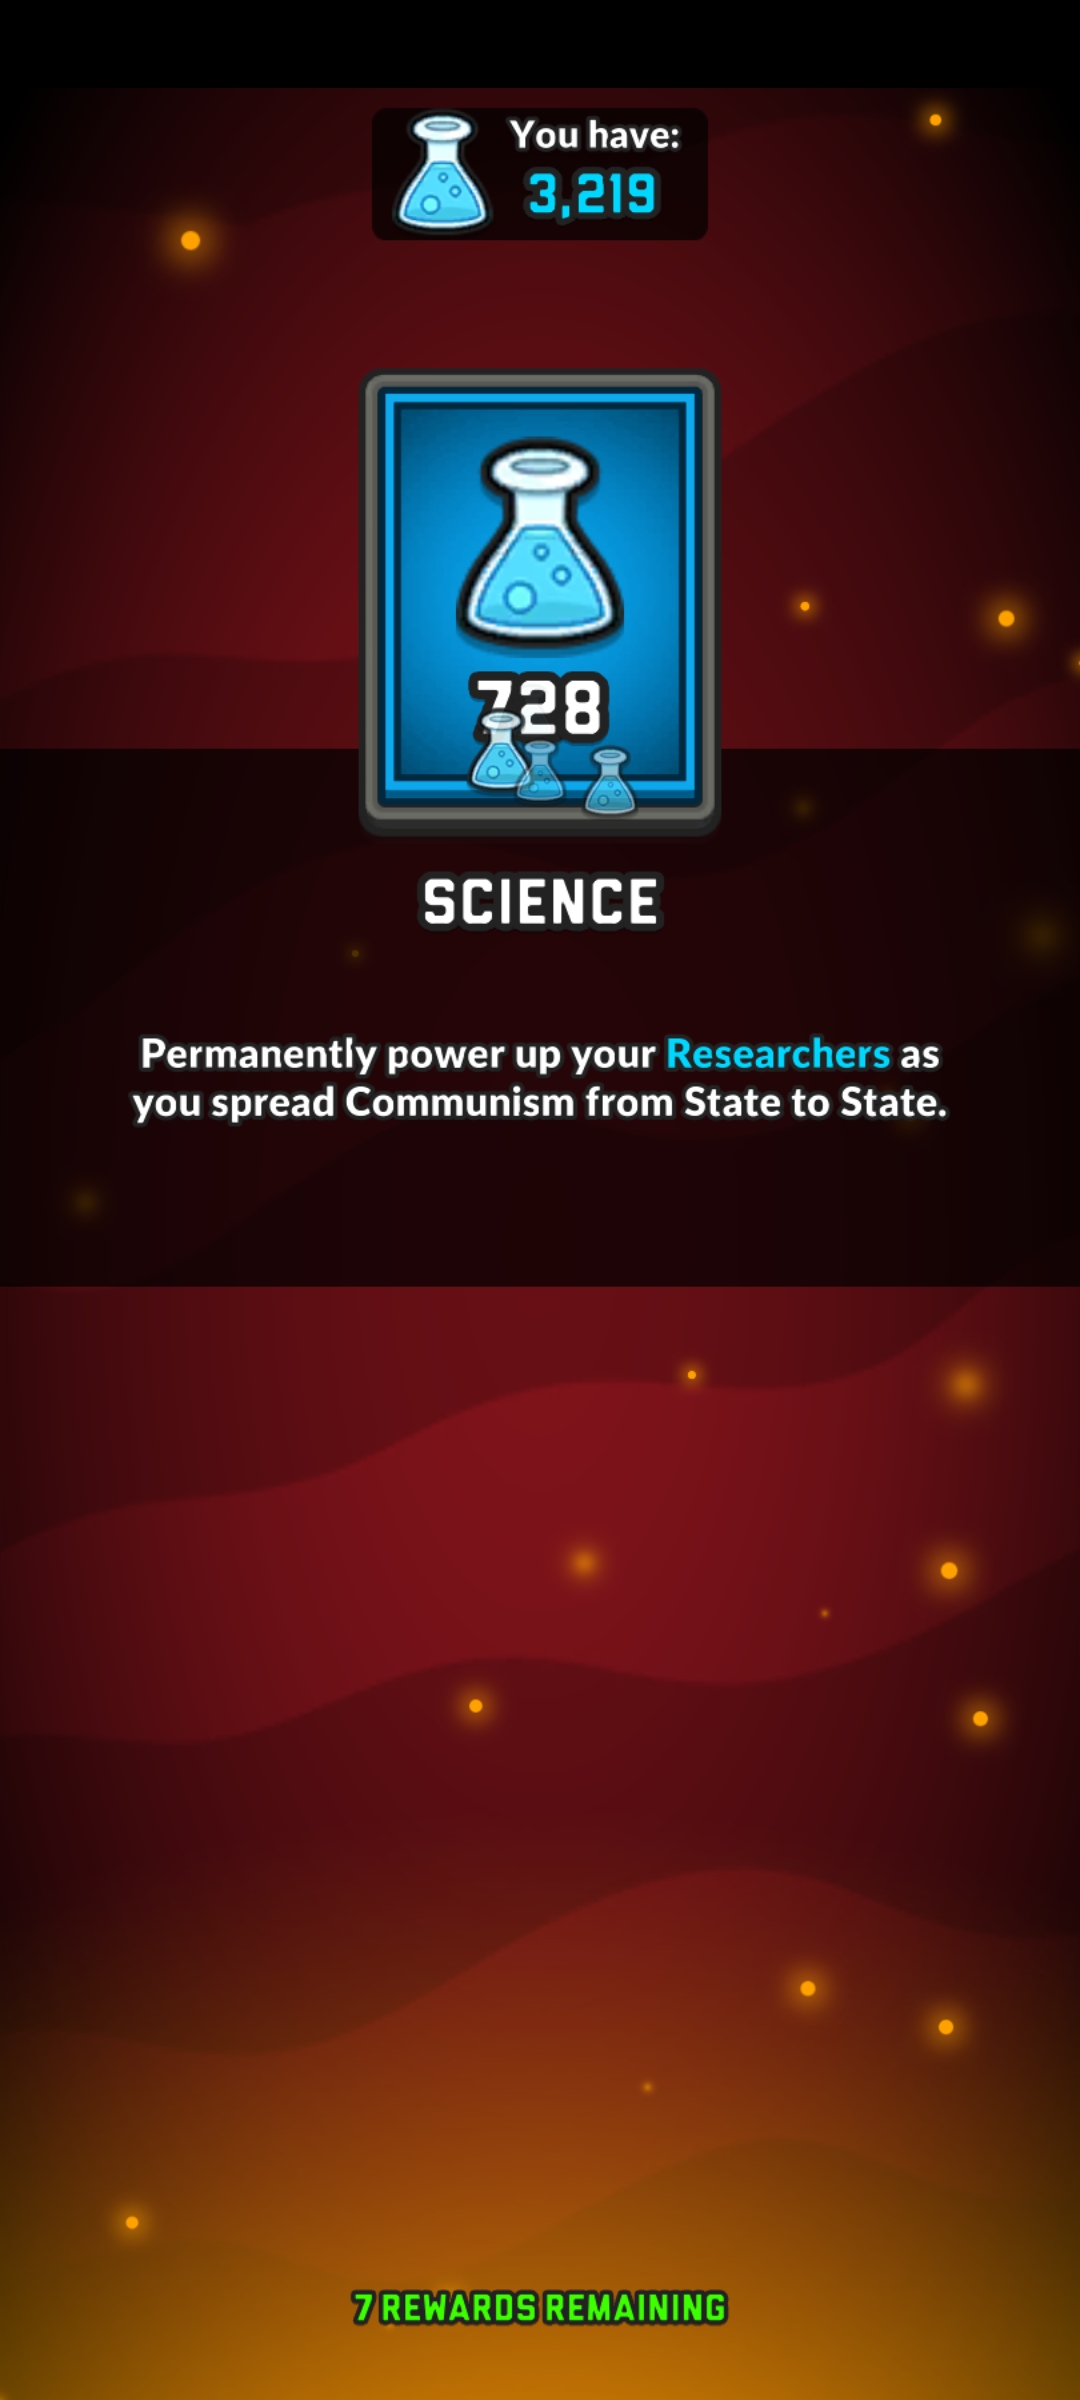 You have:
3,219
728
SCIENCE
Permanently power up your Researchers as
you spread Communism from State to State.
7 REWARDS REMAINING